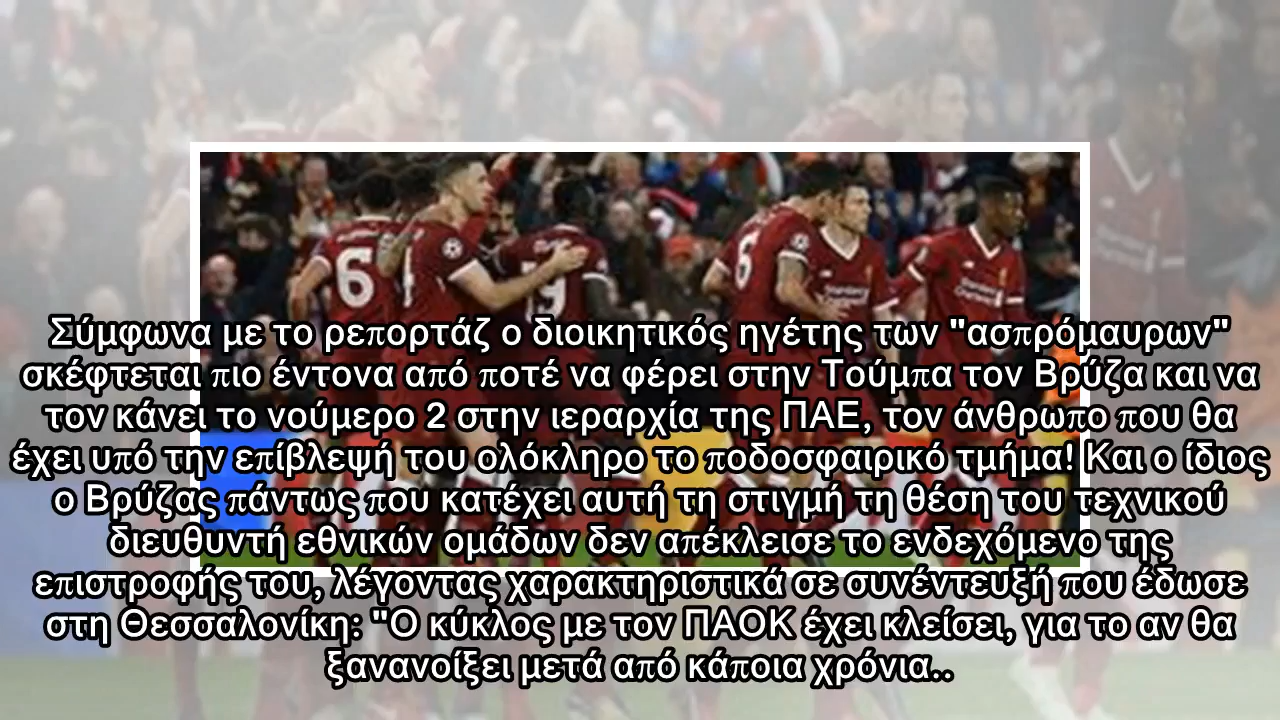 Σύμφωνα με το ρεπορτάζ ο διοικητικός ηγέτης των "ασπρόμαυρων"
σκέφτεται πιο έντονα από ποτέ να φέρει στην Τούμπα τον Βρύζα και να
τον κάνει το νούμερο 2 στην ιεραρχία της ΠΑΕ, τον άνθρωπο που θα
έχει υπό την επίβλεψή του ολόκληρο το ποδοσφαιρικό τμήμα! Και ο ίδιος
ο Βρύζας πάντως που κατέχει αυτή τη στιγμή τη θέση του τεχνικού
διευθυντή εθνικών ομάδων δεν απέκλεισε το ενδεχόμενο της
επιστροφής του, λέγοντας χαρακτηριστικά σε συνέντευξή που έδωσε
στη Θεσσαλονίκη: "Ο κύκλος με τον ΠΑΟΚ έχει κλείσει, για το αν θα
ξανανοίξει μετά από κάποια χρόνια..